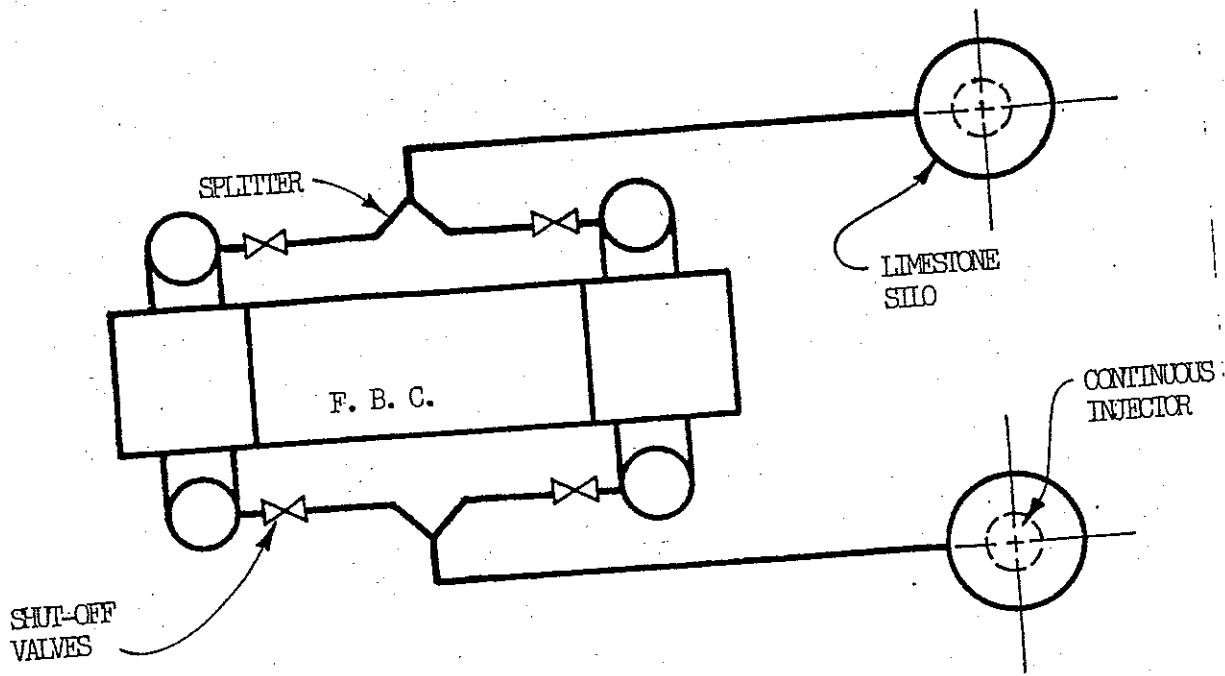 SPLITTER
LIMESTONE
SILO
CONTINUOUS
INJECTOR
F. B. C.
SHUT-OFF
VALVES